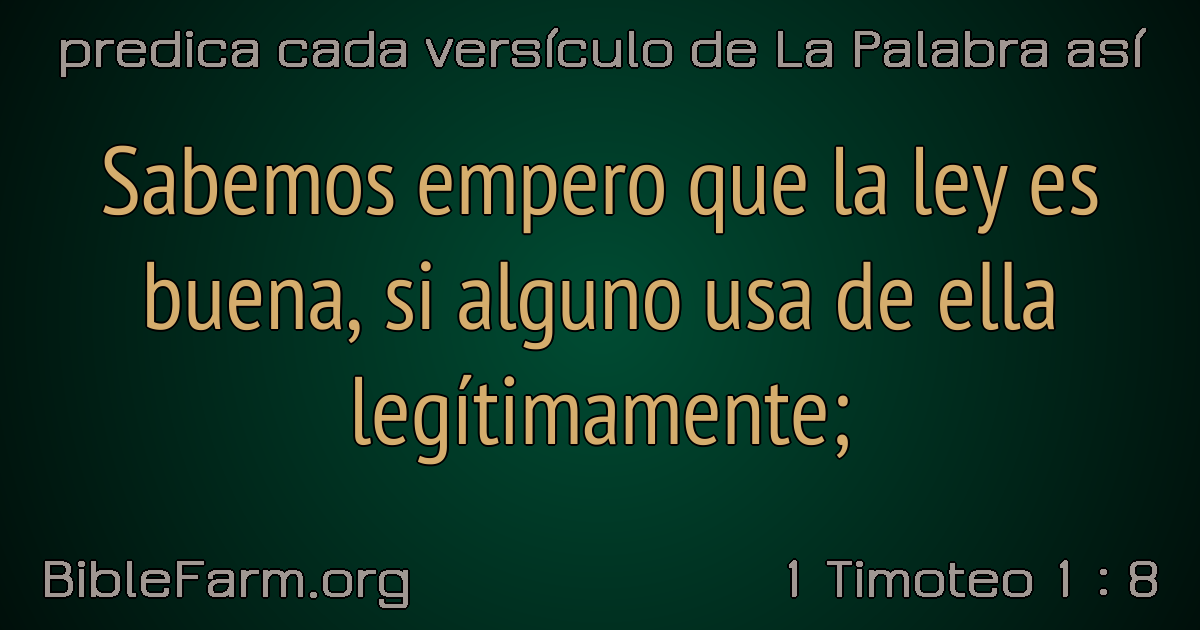 predica cada versículo de La Palabra así
Sabemos empero que la ley es
buena, si alguno usa de ella
legítimamente;
BibleFarm.org
1 Timoteo 1 : 8